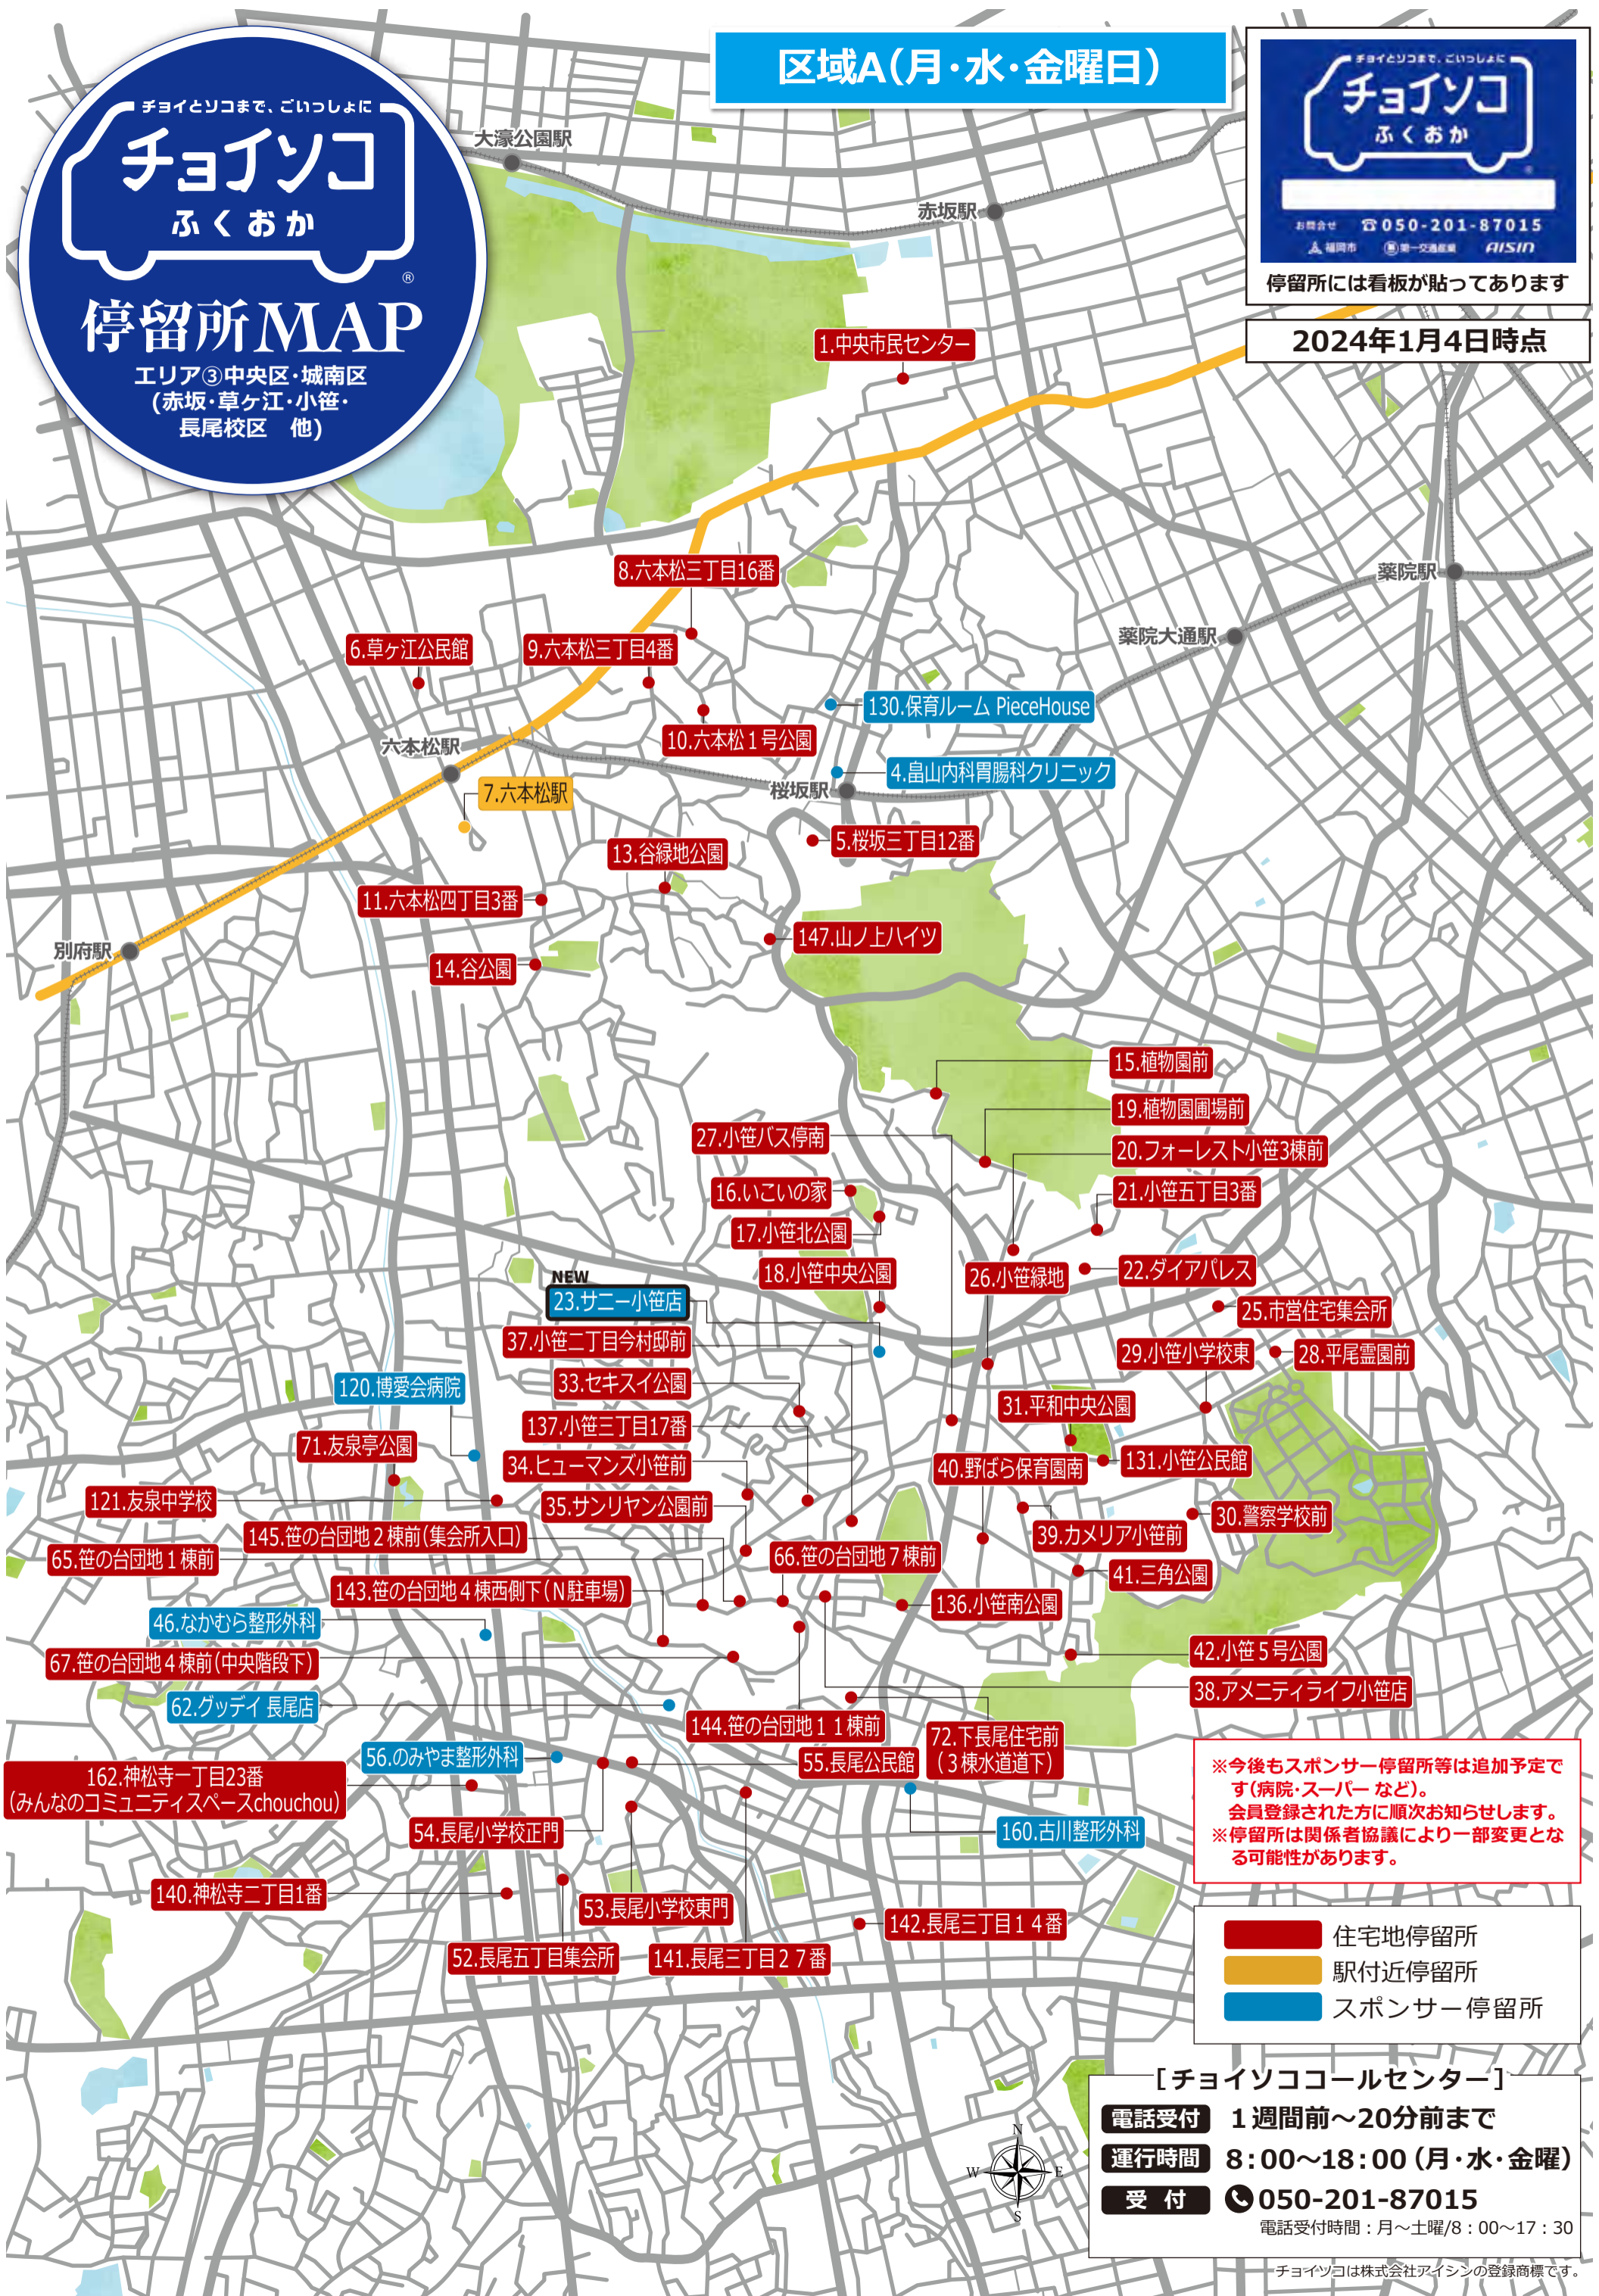 チョイとソコまで、ごいっしょに
チョイソコ
ふくおか
®
停留所MAP
エリア③中央区・城南区
(赤坂・草ヶ江・小笹・
長尾校区　他)
区域A(月・水・金曜日)
チョイとソコまで、ごいっしょに
チョイソコ
ふくおか
®
お問合せ ☎050-201-87015
福岡市 第一交通産業 AISIN
停留所には看板が貼ってあります
2024年1月4日時点
大濠公園駅
赤坂駅
1.中央市民センター
8.六本松三丁目16番
薬院駅
薬院大通駅
6.草ヶ江公民館
9.六本松三丁目4番
130.保育ルーム PieceHouse
10.六本松１号公園
六本松駅
4.畠山内科胃腸科クリニック
桜坂駅
7.六本松駅
5.桜坂三丁目12番
13.谷緑地公園
11.六本松四丁目3番
147.山ノ上ハイツ
別府駅
14.谷公園
15.植物園前
19.植物園圃場前
27.小笹バス停南
20.フォーレスト小笹3棟前
16.いこいの家
21.小笹五丁目3番
17.小笹北公園
18.小笹中央公園
26.小笹緑地
22.ダイアパレス
NEW
23.サニー小笹店
25.市営住宅集会所
37.小笹二丁目今村邸前
29.小笹小学校東
28.平尾霊園前
33.セキスイ公園
120.博愛会病院
31.平和中央公園
137.小笹三丁目17番
71.友泉亭公園
131.小笹公民館
34.ヒューマンズ小笹前
40.野ばら保育園南
121.友泉中学校
35.サンリヤン公園前
30.警察学校前
145.笹の台団地２棟前(集会所入口)
39.カメリア小笹前
65.笹の台団地１棟前
66.笹の台団地７棟前
41.三角公園
143.笹の台団地４棟西側下(Ｎ駐車場)
136.小笹南公園
46.なかむら整形外科
67.笹の台団地４棟前(中央階段下)
42.小笹５号公園
38.アメニティライフ小笹店
62.グッデイ 長尾店
144.笹の台団地１１棟前
72.下長尾住宅前
(３棟水道道下)
56.のみやま整形外科
55.長尾公民館
162.神松寺一丁目23番
(みんなのコミュニティスペースchouchou)
54.長尾小学校正門
160.古川整形外科
140.神松寺二丁目1番
53.長尾小学校東門
142.長尾三丁目１４番
52.長尾五丁目集会所
141.長尾三丁目２７番
※今後もスポンサー停留所等は追加予定で
す(病院・スーパー など)。
会員登録された方に順次お知らせします。
※停留所は関係者協議により一部変更とな
る可能性があります。
住宅地停留所
駅付近停留所
スポンサー停留所
[チョイソココールセンター]
電話受付 １週間前～20分前まで
運行時間 8:00～18:00(月・水・金曜)
受　付 050-201-87015
電話受付時間：月～土曜/8：00～17：30
N
W E
S
チョイソコは株式会社アイシンの登録商標です。